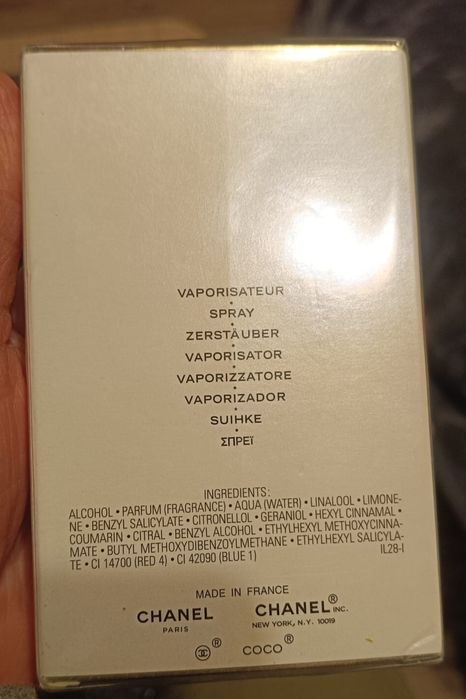 VAPORISATEUR
•
SPRAY
•
ZERSTÄUBER
•
VAPORISATOR
•
VAPORIZZATORE
•
VAPORIZADOR
•
SUIHKE
•
ΣΠΡΕΪ
INGREDIENTS:
ALCOHOL • PARFUM (FRAGRANCE) • AQUA (WATER) • LINALOOL • LIMONE-
NE • BENZYL SALICYLATE • CITRONELLOL • GERANIOL • HEXYL CINNAMAL •
COUMARIN • CITRAL • BENZYL ALCOHOL • ETHYLHEXYL METHOXYCINNA-
MATE • BUTYL METHOXYDIBENZOYLMETHANE • ETHYLHEXYL SALICYLA-
TE • CI 14700 (RED 4) • CI 42090 (BLUE 1) IL28-I
MADE IN FRANCE
CHANEL CHANEL® INC.
PARIS NEW YORK, N.Y. 10019
® COCO®